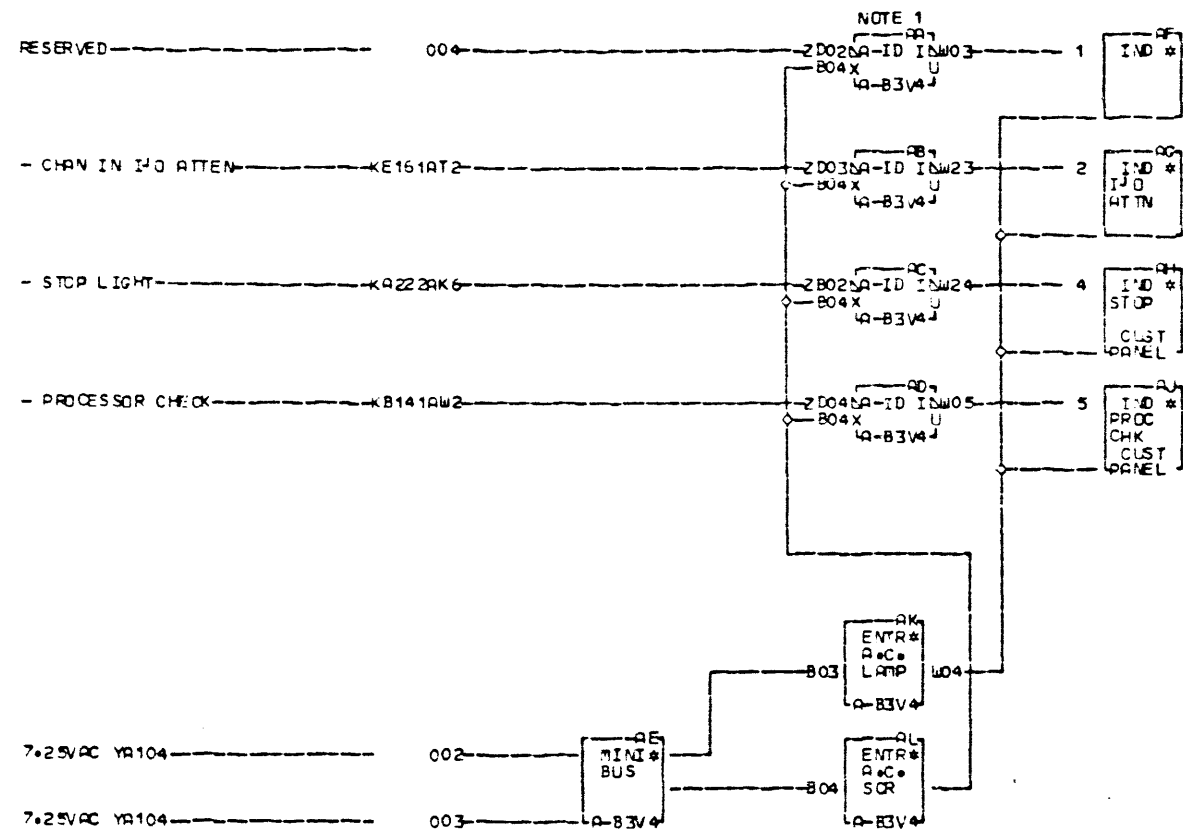 NOTE 1
AA AF
RESERVED 004 ZD02 A-ID I W03 1 IND *
B04 X U
A-B3V4
AB AG
- CHAN IN I/O ATTEN KE161AT2 ZD03 A-ID I W23 2 IND *
B04 X U I/O
A-B3V4 ATTN
AC AH
- STOP LIGHT KA222AK6 ZB02 A-ID I W24 4 IND *
B04 X U STOP
A-B3V4
CUST
PANEL
AD AJ
- PROCESSOR CHECK KB141AW2 ZD04 A-ID I W05 5 IND *
B04 X U PROC
A-B3V4 CHK
CUST
PANEL
AK
ENTR*
A.C.
B03 LAMP W04
A-B3V4
AE AL
7.25VAC YA104 002 MINI* ENTR*
BUS A.C.
B04 SCR
7.25VAC YA104 003 A-B3V4 A-B3V4